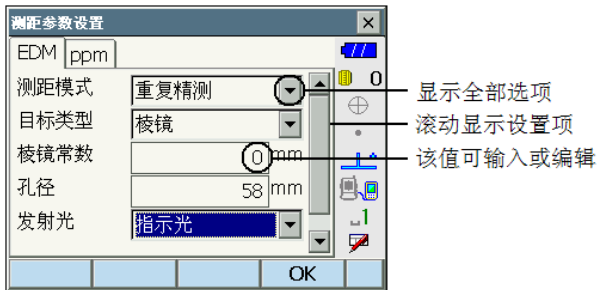 测距参数设置
EDM ppm
测距模式 重复精测
目标类型 棱镜
棱镜常数 0 mm
孔径 58 mm
发射光 指示光
OK
0
1
显示全部选项
滚动显示设置项
该值可输入或编辑